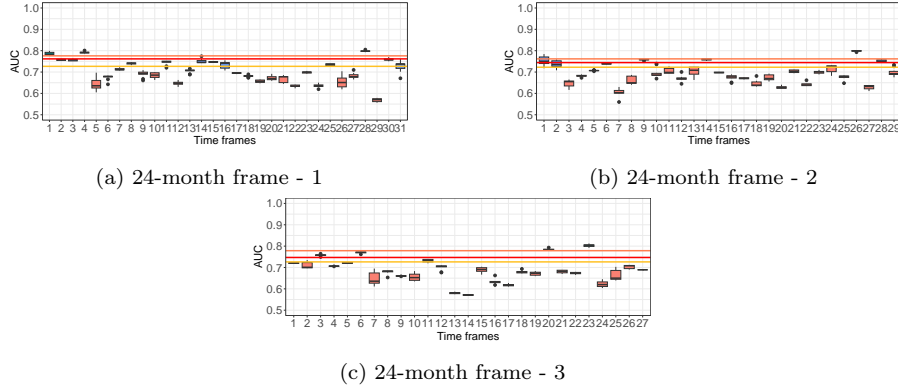 1.0
0.9
0.8
0.7
0.6
0.5
AUC
1 2 3 4 5 6 7 8 9 10 11 12 13 14 15 16 17 18 19 20 21 22 23 24 25 26 27 28 29 30 31
Time frames
(a) 24-month frame - 1
1.0
0.9
0.8
0.7
0.6
0.5
AUC
1 2 3 4 5 6 7 8 9 10 11 12 13 14 15 16 17 18 19 20 21 22 23 24 25 26 27 28 29
Time frames
(b) 24-month frame - 2
1.0
0.9
0.8
0.7
0.6
0.5
AUC
1 2 3 4 5 6 7 8 9 10 11 12 13 14 15 16 17 18 19 20 21 22 23 24 25 26 27
Time frames
(c) 24-month frame - 3